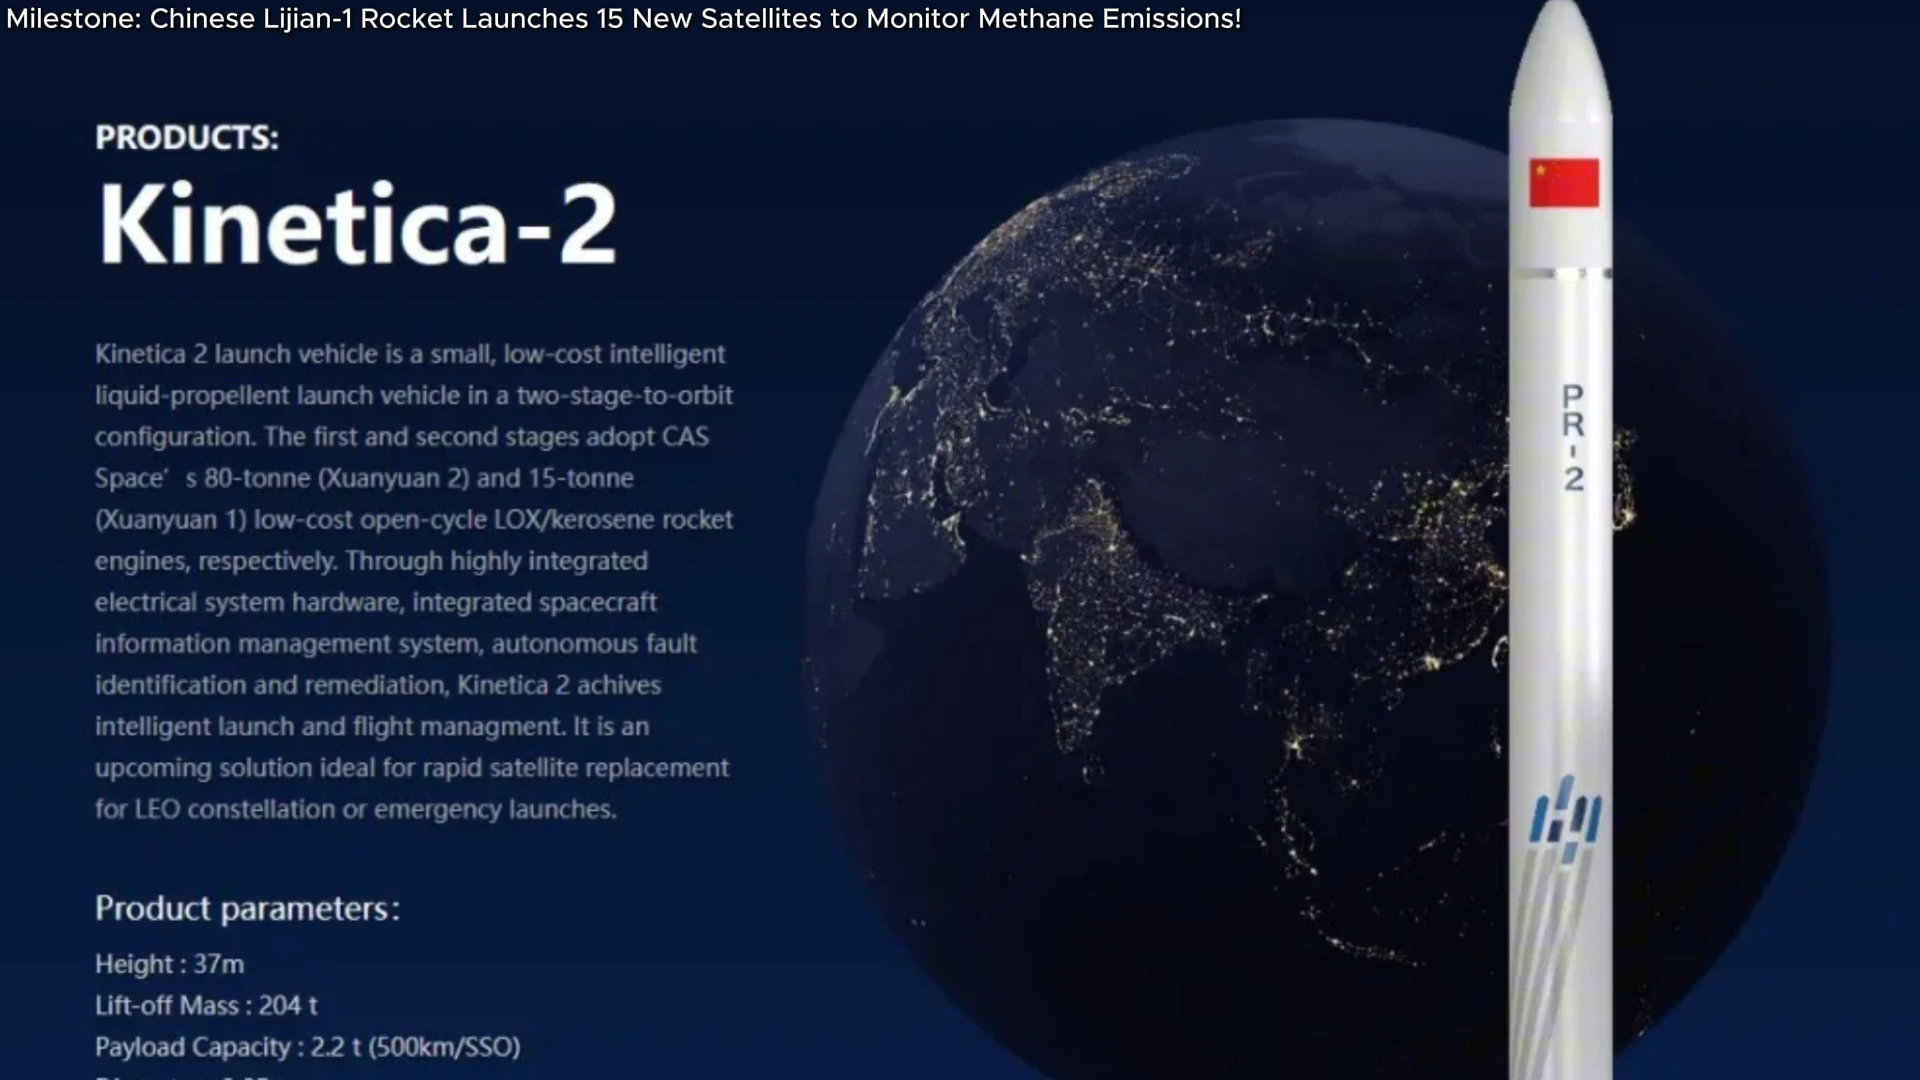 Milestone: Chinese Lijian-1 Rocket Launches 15 New Satellites to Monitor Methane Emissions!
PRODUCTS:
Kinetica-2
Kinetica 2 launch vehicle is a small, low-cost intelligent
liquid-propellent launch vehicle in a two-stage-to-orbit
configuration. The first and second stages adopt CAS
Space’ s 80-tonne (Xuanyuan 2) and 15-tonne
(Xuanyuan 1) low-cost open-cycle LOX/kerosene rocket
engines, respectively. Through highly integrated
electrical system hardware, integrated spacecraft
information management system, autonomous fault
identification and remediation, Kinetica 2 achives
intelligent launch and flight managment. It is an
upcoming solution ideal for rapid satellite replacement
for LEO constellation or emergency launches.
Product parameters:
Height : 37m
Lift-off Mass : 204 t
Payload Capacity : 2.2 t (500km/SSO)
PR-2